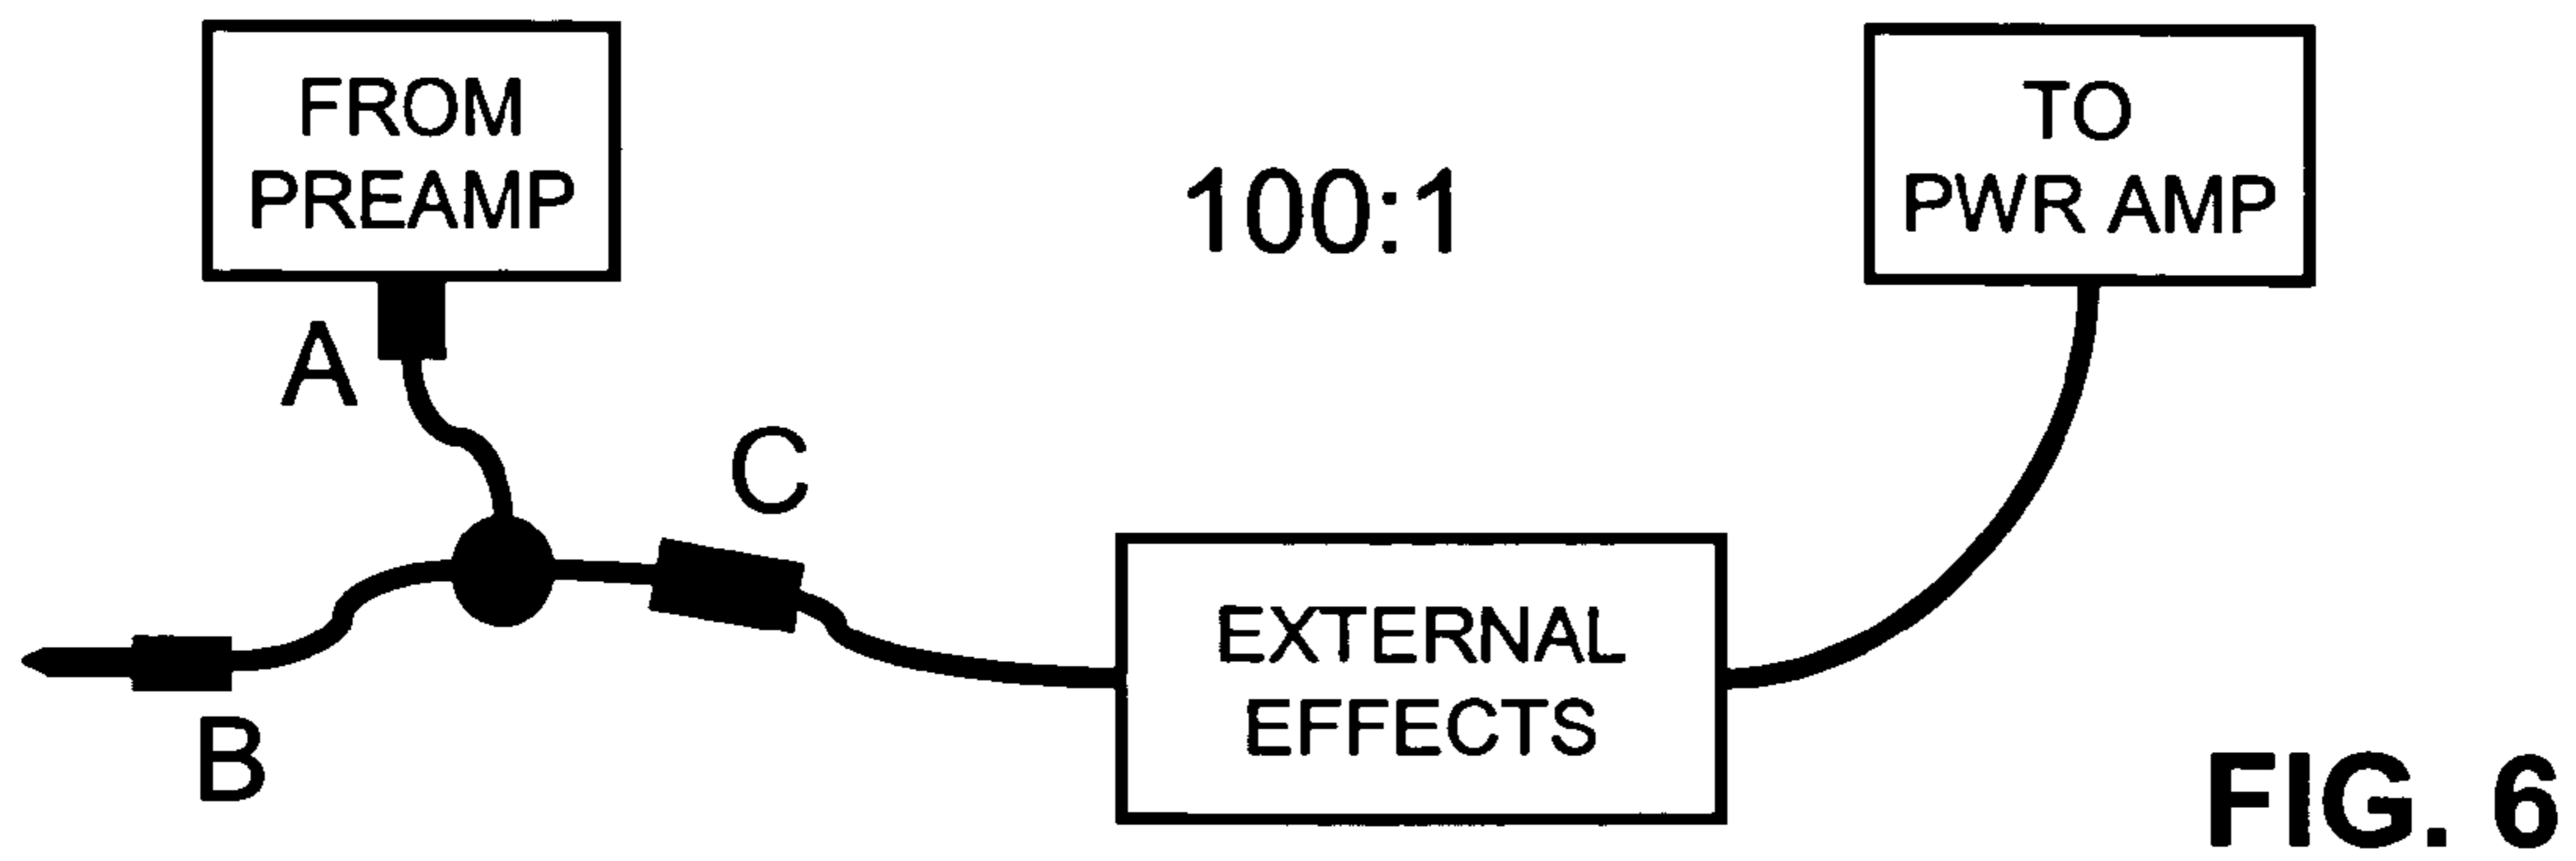 FROM
PREAMP
100:1
TO
PWR AMP
A
C
B
EXTERNAL
EFFECTS
FIG. 6